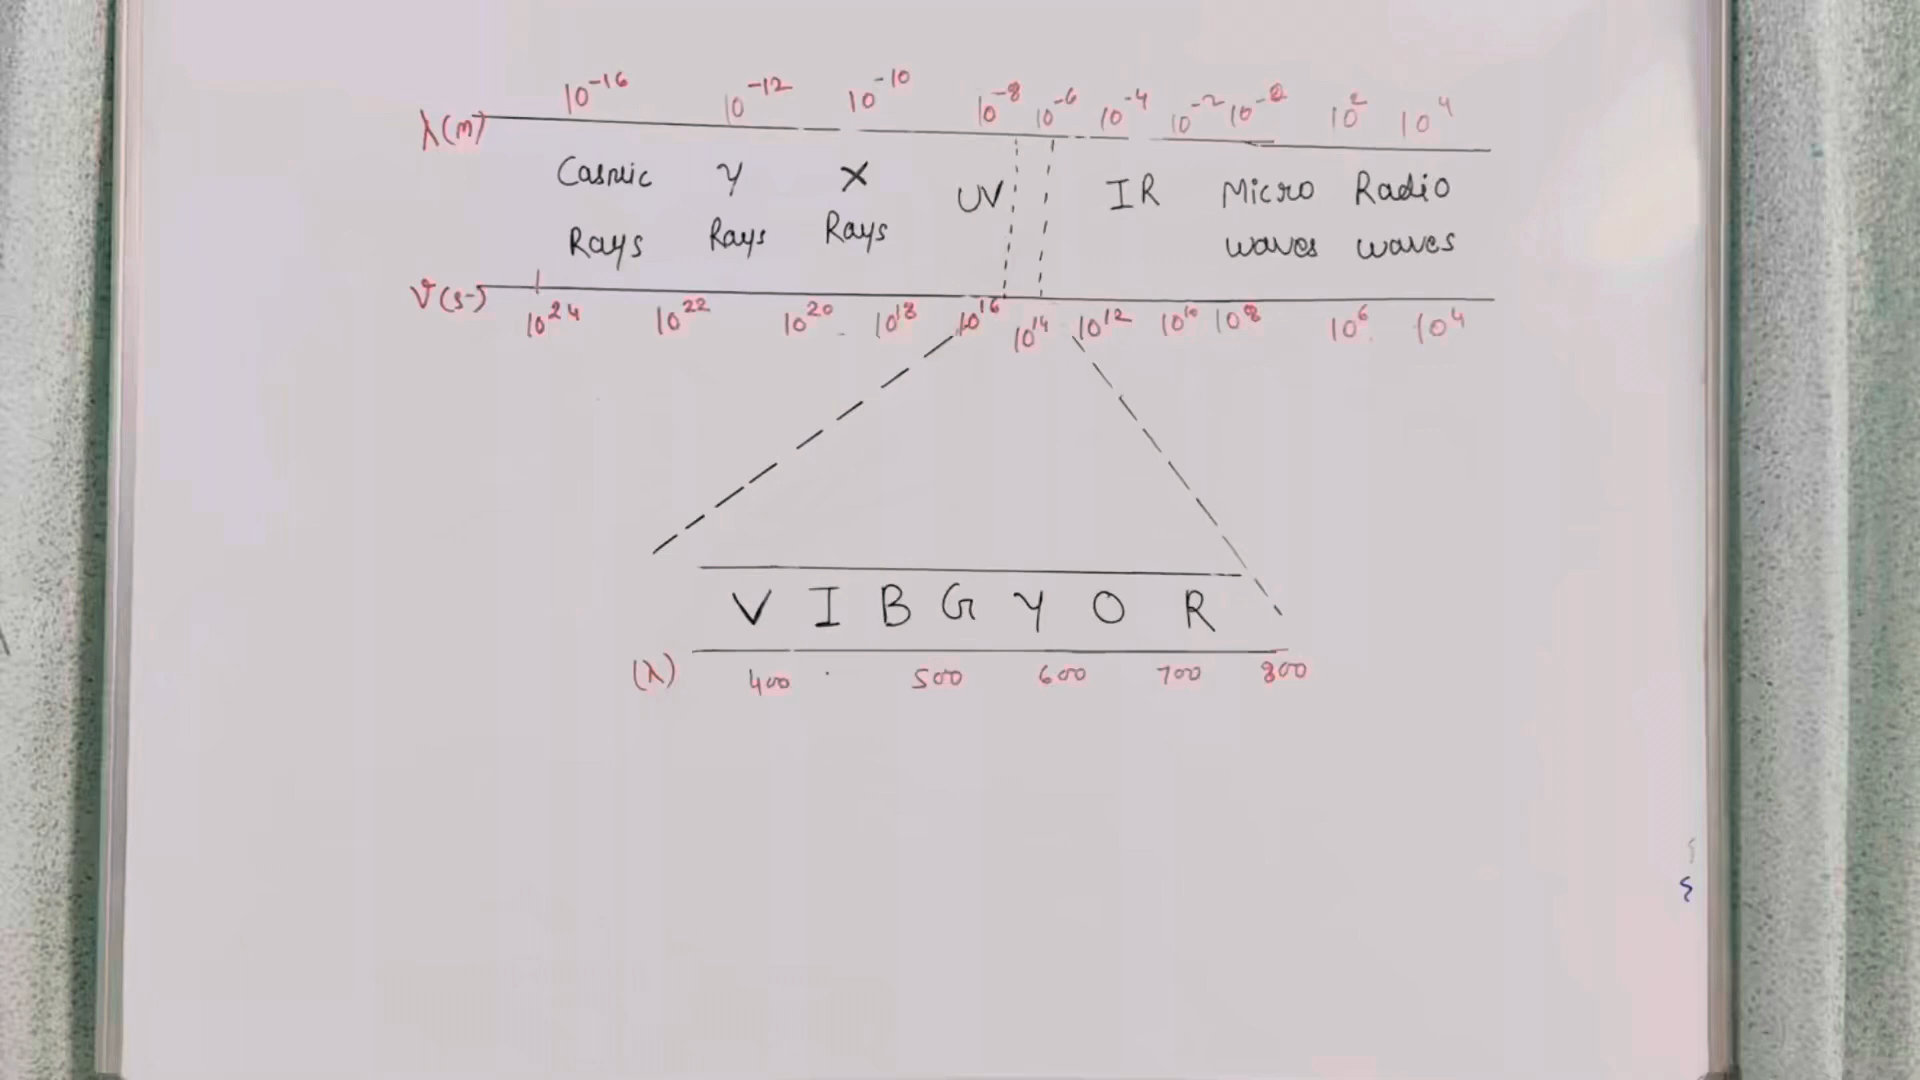 λ(m) 10⁻¹⁶ 10⁻¹² 10⁻¹⁰ 10⁻⁸ 10⁻⁶ 10⁻⁴ 10⁻² 10² 10⁴
Cosmic γ X UV IR Micro Radio
Rays Rays Rays waves waves
ν(s-) 10²⁴ 10²² 10²⁰ 10¹⁸ 10¹⁶ 10¹⁴ 10¹² 10¹⁰ 10⁸ 10⁶ 10⁴
V I B G Y O R
(λ) 400 500 600 700 800